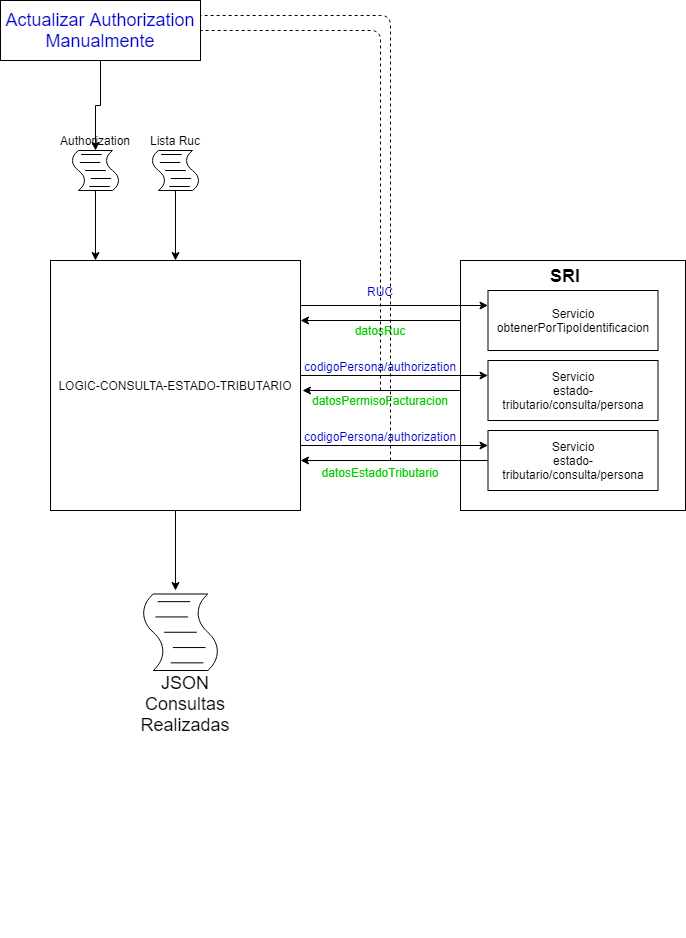 Actualizar Authorization
Manualmente
Authorization
Lista Ruc
LOGIC-CONSULTA-ESTADO-TRIBUTARIO
RUC
datosRuc
codigoPersona/authorization
datosPermisoFacturacion
codigoPersona/authorization
datosEstadoTributario
SRI
Servicio
obtenerPorTipoIdentificacion
Servicio
estado-
tributario/consulta/persona
Servicio
estado-
tributario/consulta/persona
JSON
Consultas
Realizadas